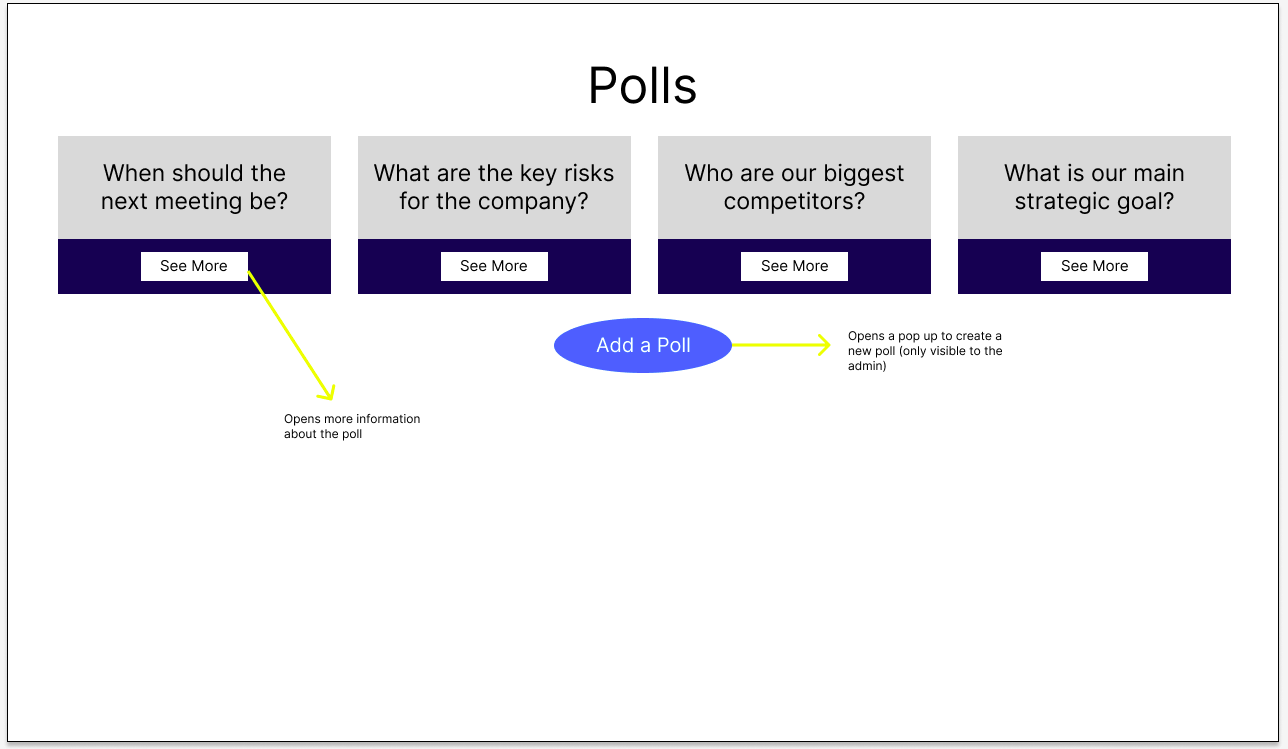 Polls
When should the
next meeting be?
See More
What are the key risks
for the company?
See More
Who are our biggest
competitors?
See More
What is our main
strategic goal?
See More
Add a Poll
Opens a pop up to create a
new poll (only visible to the
admin)
Opens more information
about the poll